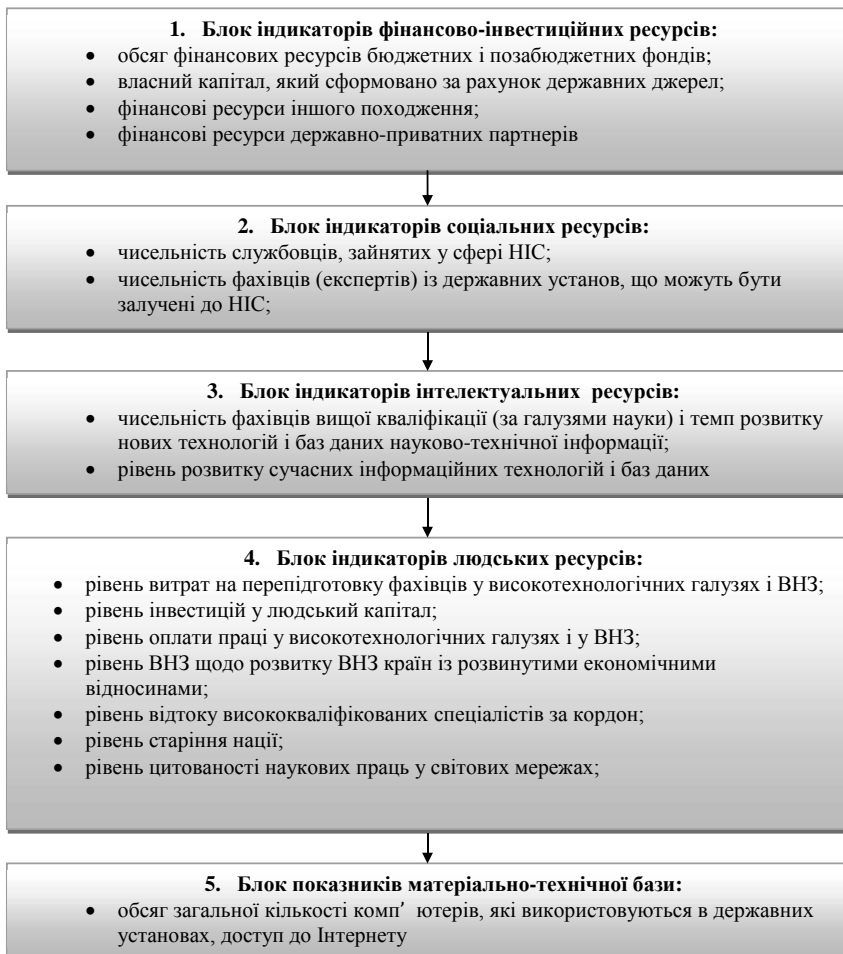 1. Блок індикаторів фінансово-інвестиційних ресурсів:
• обсяг фінансових ресурсів бюджетних і позабюджетних фондів;
• власний капітал, який сформовано за рахунок державних джерел;
• фінансові ресурси іншого походження;
• фінансові ресурси державно-приватних партнерів
2. Блок індикаторів соціальних ресурсів:
• чисельність службовців, зайнятих у сфері НІС;
• чисельність фахівців (експертів) із державних установ, що можуть бути
залучені до НІС;
3. Блок індикаторів інтелектуальних ресурсів:
• чисельність фахівців вищої кваліфікації (за галузями науки) і темп розвитку
нових технологій і баз даних науково-технічної інформації;
• рівень розвитку сучасних інформаційних технологій і баз даних
4. Блок індикаторів людських ресурсів:
• рівень витрат на перепідготовку фахівців у високотехнологічних галузях і ВНЗ;
• рівень інвестицій у людський капітал;
• рівень оплати праці у високотехнологічних галузях і у ВНЗ;
• рівень ВНЗ щодо розвитку ВНЗ країн із розвинутими економічними
відносинами;
• рівень відтоку висококваліфікованих спеціалістів за кордон;
• рівень старіння нації;
• рівень цитованості наукових праць у світових мережах;
5. Блок показників матеріально-технічної бази:
• обсяг загальної кількості комп′ ютерів, які використовуються в державних
установах, доступ до Інтернету